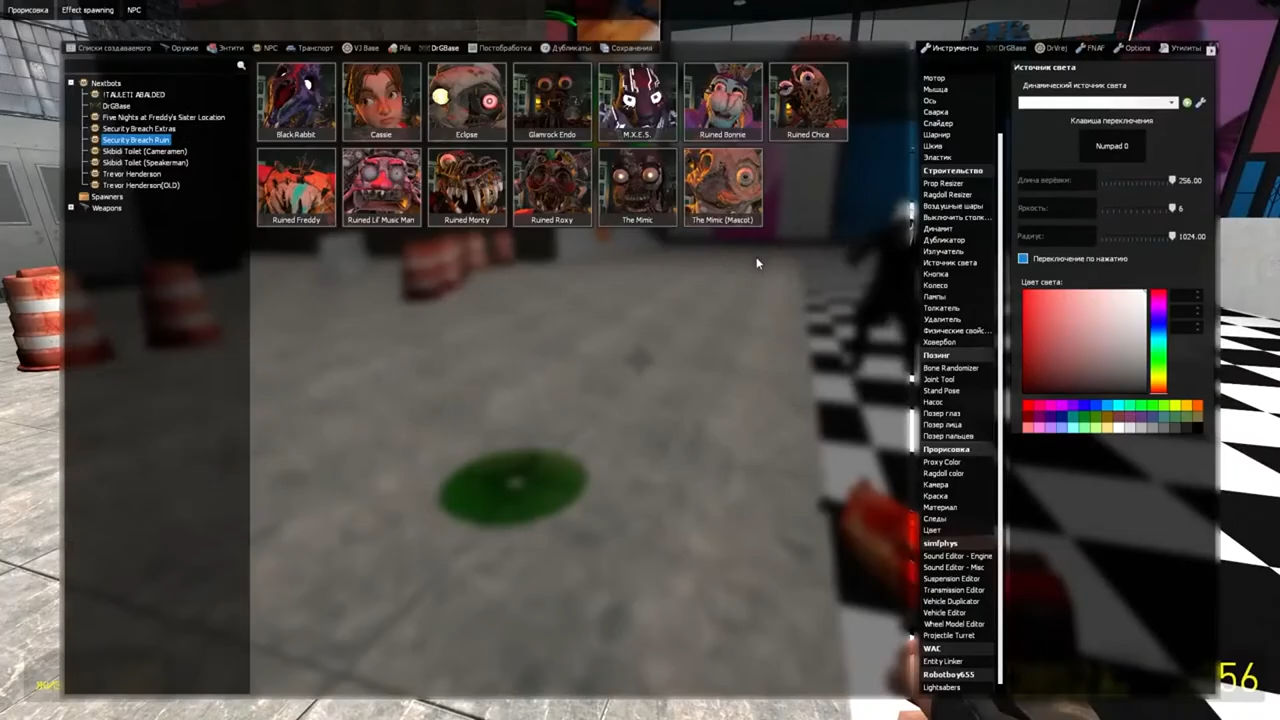 Прорисовка Effect spawning NPC
Списки создаваемого Оружие Энтити NPC Транспорт VJ Base Pills DrGBase Постобработка Дубликаты Сохранения
Nextbots
!TAULETI ABALDED
DrGBase
Five Nights at Freddy's Sister Location
Security Breach Extras
Security Breach Ruin
Skibidi Toilet (Cameramen)
Skibidi Toilet (Speakerman)
Trevor Henderson
Trevor Henderson(OLD)
Spawners
Weapons
Black Rabbit Cassie Eclipse Glamrock Endo M.X.E.S. Ruined Bonnie Ruined Chica
Ruined Freddy Ruined Lil' Music Man Ruined Monty Ruined Roxy The Mimic The Mimic (Mascot)
Инструменты DrGBase DrVrej FNAF Options Утилиты
Мотор
Мышца
Ось
Сварка
Слайдер
Шарнир
Шкив
Эластик
Строительство
Prop Resizer
Ragdoll Resizer
Воздушные шары
Выключить столк...
Динамит
Дубликатор
Излучатель
Источник света
Кнопка
Колесо
Лампы
Толкатель
Удалитель
Физические свойс...
Ховербол
Позинг
Bone Randomizer
Joint Tool
Stand Pose
Насос
Позер глаз
Позер лица
Позер пальцев
Прорисовка
Proxy Color
Ragdoll color
Камера
Краска
Материал
Следы
Цвет
simfphys
Sound Editor - Engine
Sound Editor - Misc
Suspension Editor
Transmission Editor
Vehicle Duplicator
Vehicle Editor
Wheel Model Editor
Projectile Turret
WAC
Entity Linker
Robotboy655
Lightsabers
Источник света
Динамический источник света
Клавиша переключения
Numpad 0
Длина верёвки: 256.00
Яркость: 6
Радиус: 1024.00
Переключение по нажатию
Цвет света:
56